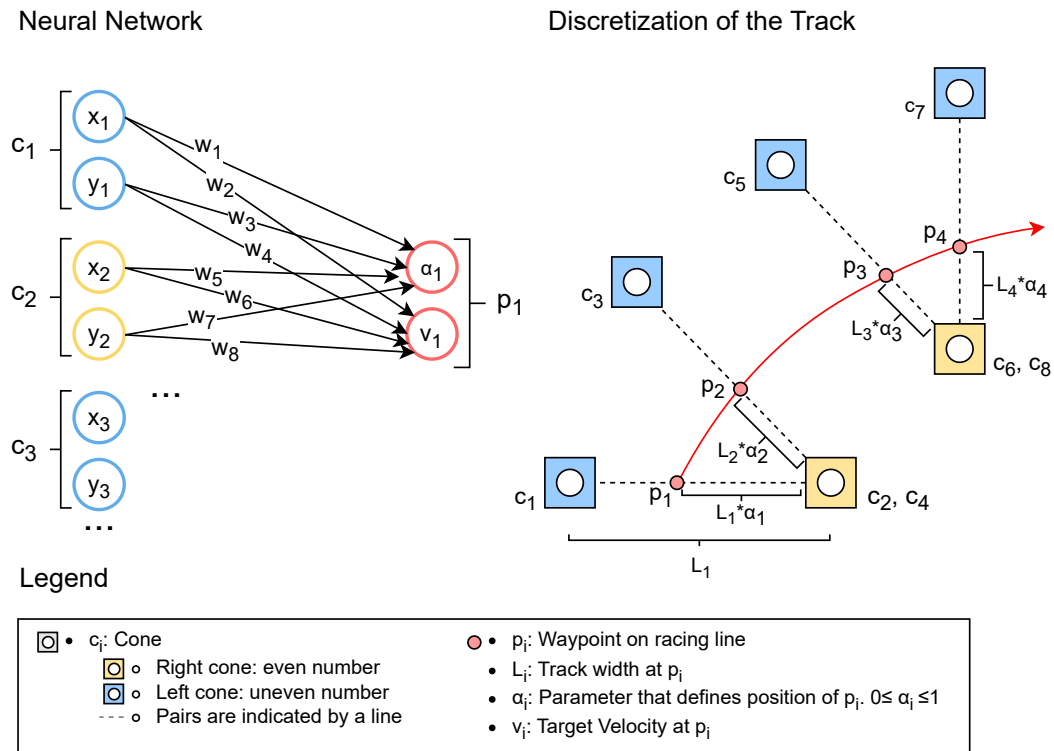 Neural Network
Discretization of the Track
c1
x1
y1
c2
x2
y2
c3
x3
y3
...
...
w1
w2
w3
w4
w5
w6
w7
w8
α1
v1
p1
c7
c5
c3
c1
p4
p3
p2
p1
L4*α4
L3*α3
L2*α2
L1*α1
c6, c8
c2, c4
L1
Legend
• ci: Cone
Right cone: even number
Left cone: uneven number
Pairs are indicated by a line
• pi: Waypoint on racing line
• Li: Track width at pi
• αi: Parameter that defines position of pi. 0≤ αi ≤1
• vi: Target Velocity at pi